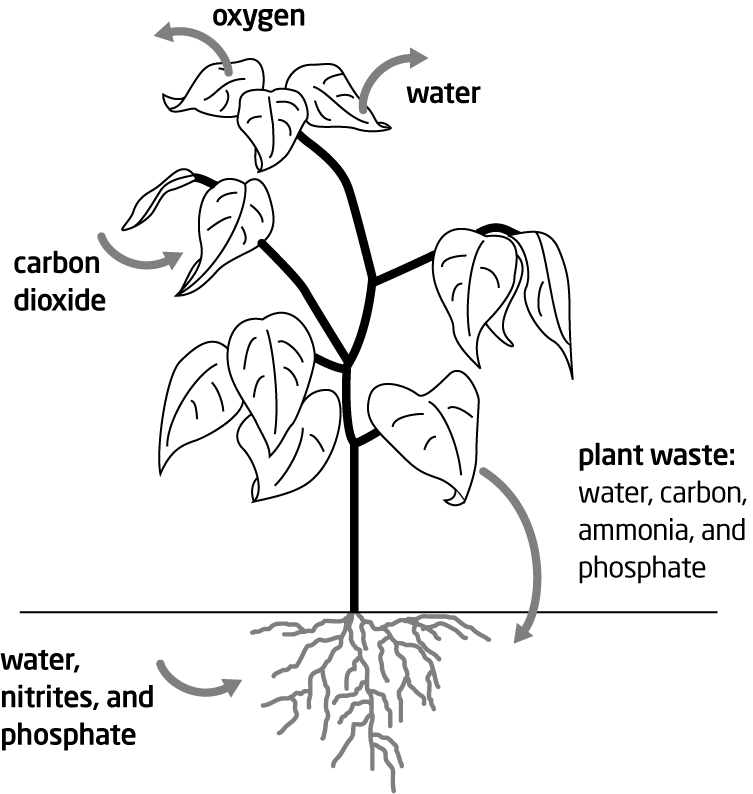 oxygen
water
carbon
dioxide
plant waste:
water, carbon,
ammonia, and
phosphate
water,
nitrites, and
phosphate